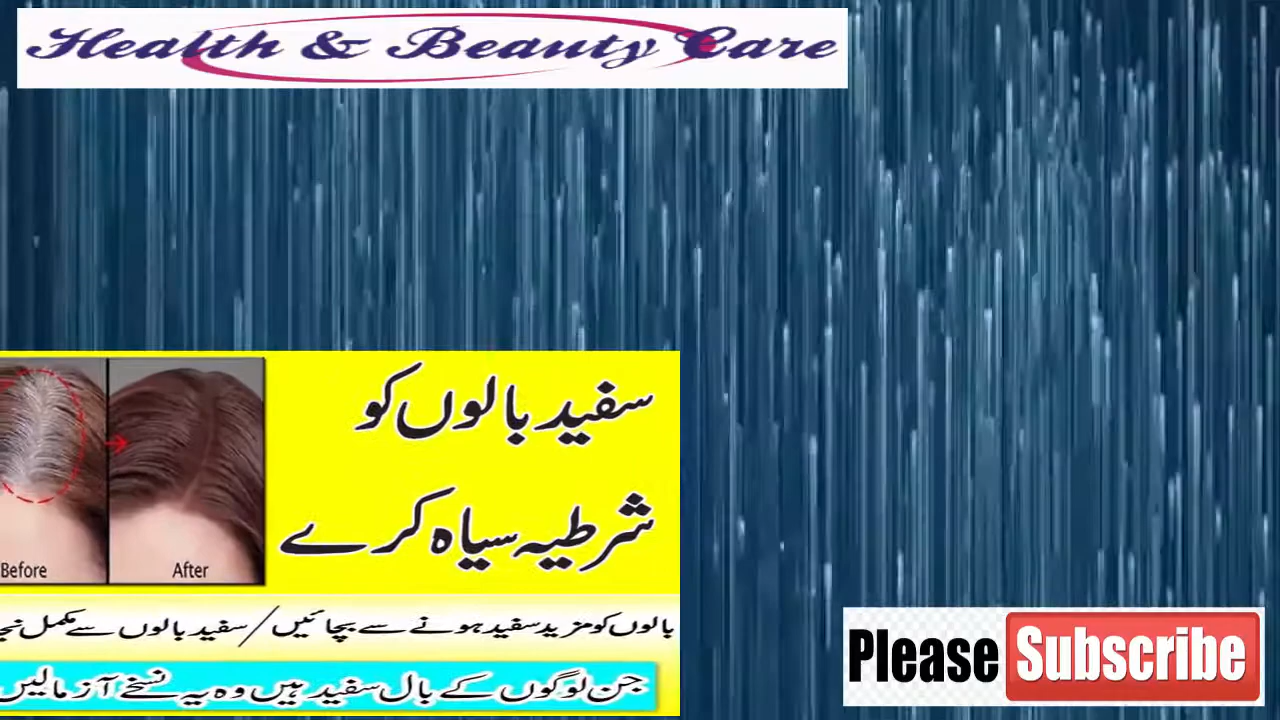 Health & Beauty Care
سفید بالوں کو
شرطیہ سیاہ کرے
Before
After
بالوں کو مزید سفید ہونے سے بچائیں / سفید بالوں سے مکمل
جن لوگوں کے بال سفید ہیں وہ یہ نسخے آزمالیں
Please Subscribe